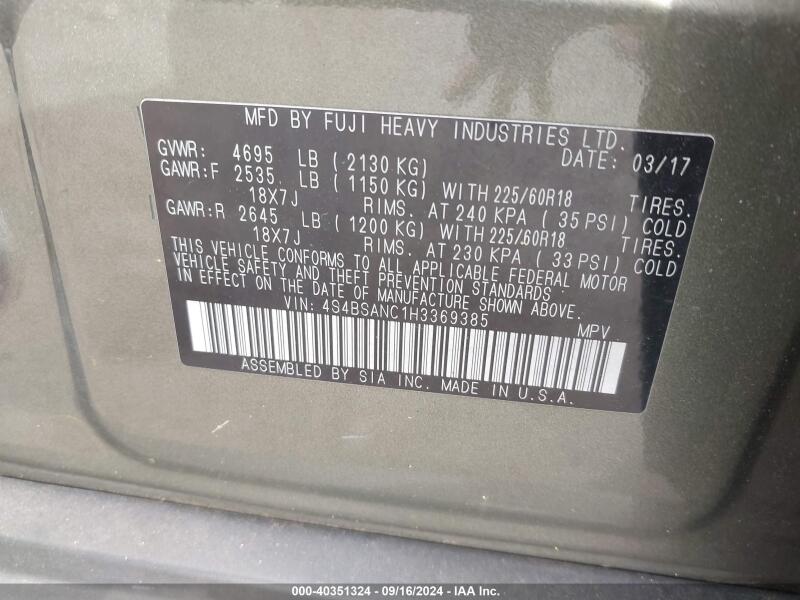 MFD BY FUJI HEAVY INDUSTRIES LTD.
GVWR: 4695 LB ( 2130 KG) DATE: 03/17
GAWR:F 2535 LB ( 1150 KG) WITH 225/60R18 TIRES.
18X7J RIMS. AT 240 KPA ( 35 PSI) COLD
GAWR:R 2645 LB ( 1200 KG) WITH 225/60R18 TIRES.
18X7J RIMS. AT 230 KPA ( 33 PSI) COLD
THIS VEHICLE CONFORMS TO ALL APPLICABLE FEDERAL MOTOR
VEHICLE SAFETY AND THEFT PREVENTION STANDARDS
IN EFFECT ON THE DATE OF MANUFACTURE SHOWN ABOVE.
VIN: 4S4BSANC1H3369385 MPV
ASSEMBLED BY SIA INC. MADE IN U.S.A.
000-40351324 - 09/16/2024 - IAA Inc.